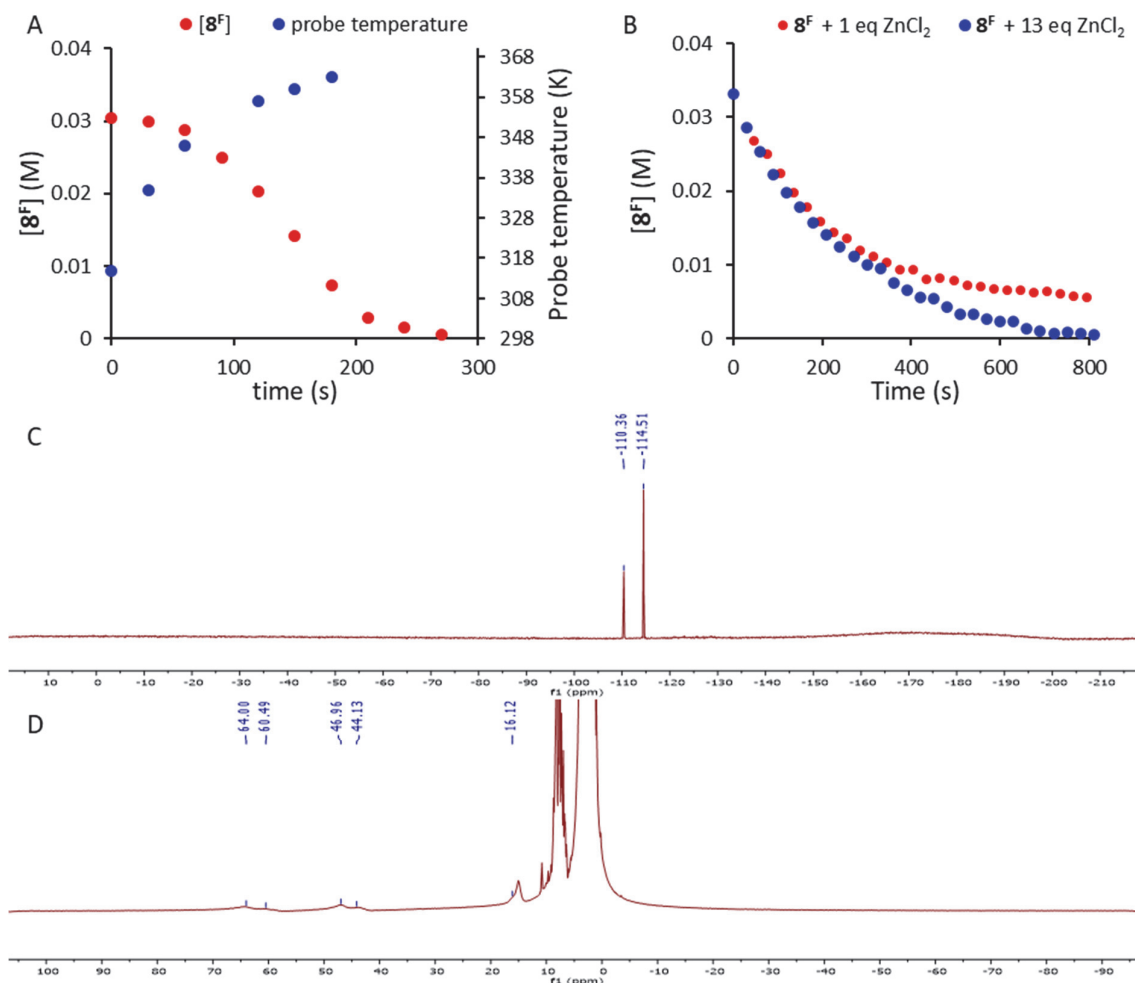 A
[8ᶠ]
probe temperature
B
8ᶠ + 1 eq ZnCl₂
8ᶠ + 13 eq ZnCl₂
0.04
0.03
0.02
0.01
0
[8ᶠ] (M)
368
358
348
338
328
318
308
298
Probe temperature (K)
0 100 200 300
time (s)
0.04
0.03
0.02
0.01
0
[8ᶠ] (M)
0 200 400 600 800
Time (s)
C
-110.36
-114.51
10 0 -10 -20 -30 -40 -50 -60 -70 -80 -90 -100 -110 -120 -130 -140 -150 -160 -170 -180 -190 -200 -210
f1 (ppm)
D
64.00
60.49
46.96
44.13
16.12
100 90 80 70 60 50 40 30 20 10 0 -10 -20 -30 -40 -50 -60 -70 -80 -90
f1 (ppm)